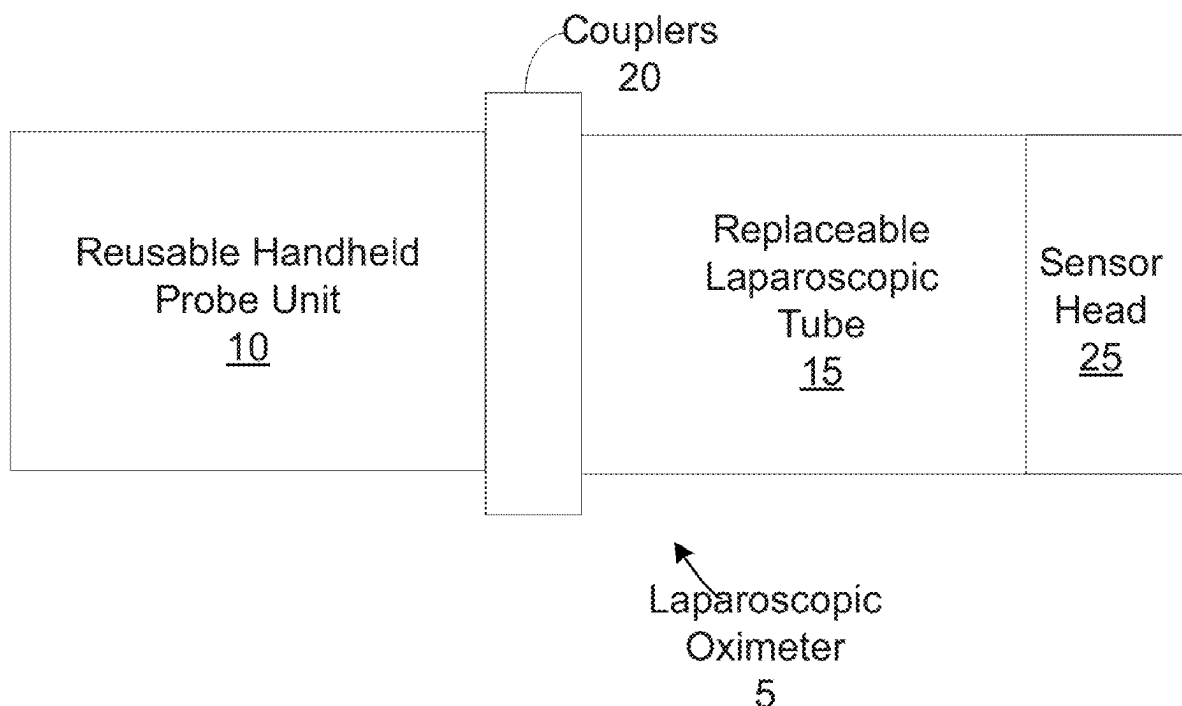 Couplers
20
Reusable Handheld
Probe Unit
10
Replaceable
Laparoscopic
Tube
15
Sensor
Head
25
Laparoscopic
Oximeter
5